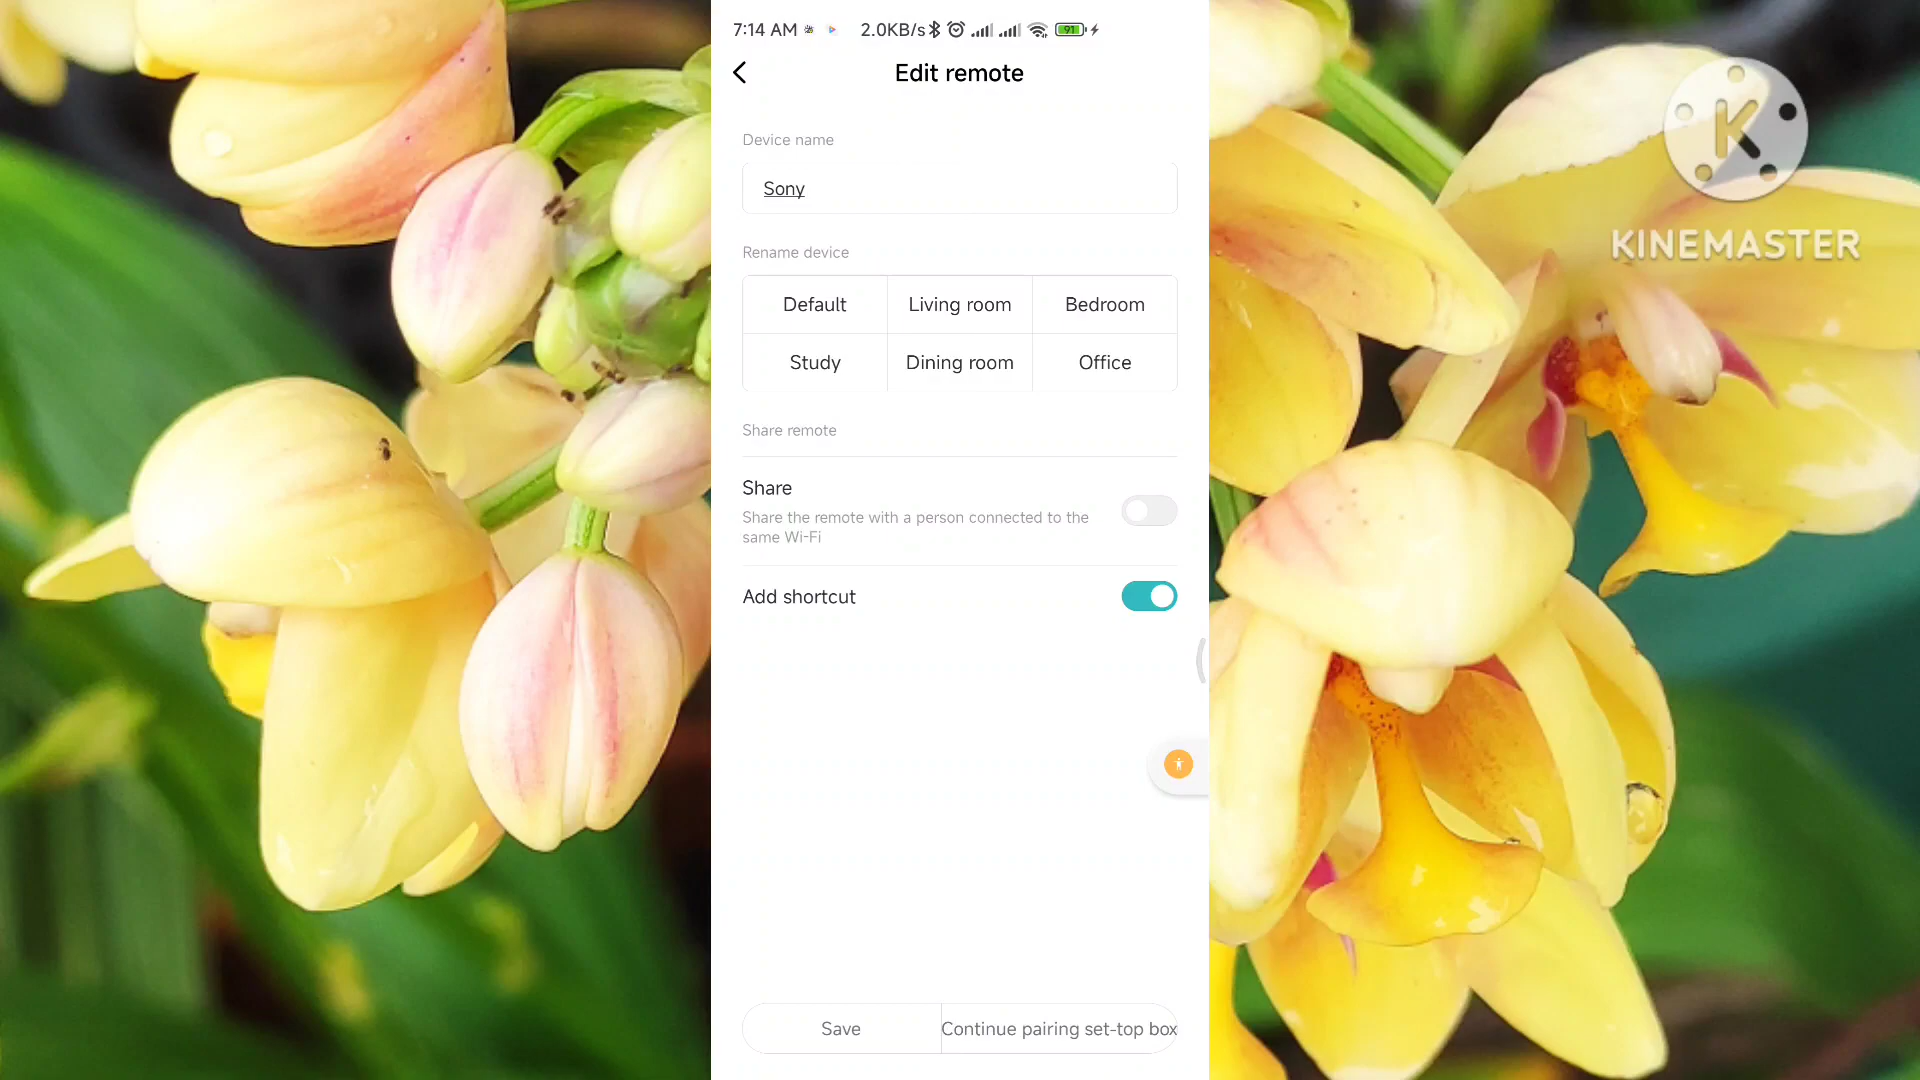 7:14 AM 2.0KB/s 91
Edit remote
Device name
Sony
Rename device
Default Living room Bedroom
Study Dining room Office
Share remote
Share
Share the remote with a person connected to the
same Wi-Fi
Add shortcut
Save Continue pairing set-top box
K
KINEMASTER